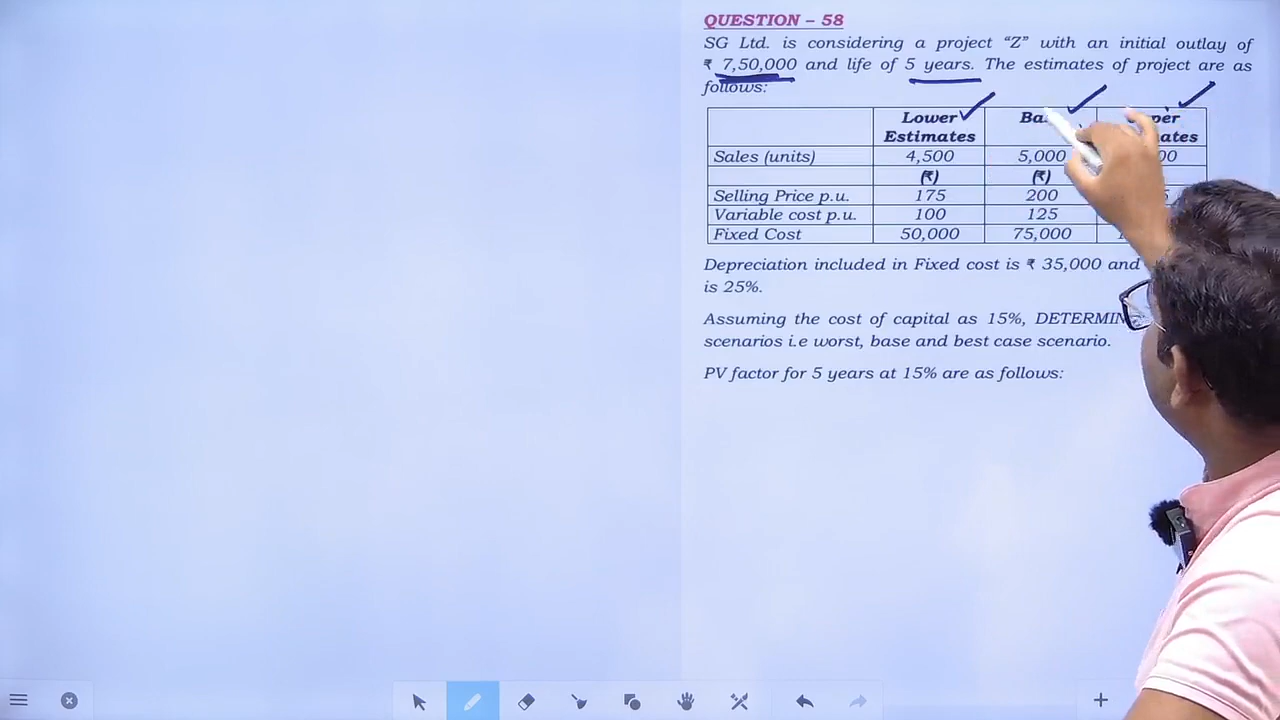 QUESTION – 58
SG Ltd. is considering a project “Z” with an initial outlay of
₹ 7,50,000 and life of 5 years. The estimates of project are as
follows:
Lower Estimates
Sales (units) 4,500 5,000
(₹) (₹)
Selling Price p.u. 175 200
Variable cost p.u. 100 125
Fixed Cost 50,000 75,000
Depreciation included in Fixed cost is ₹ 35,000 and
is 25%.
Assuming the cost of capital as 15%,
scenarios i.e worst, base and best case scenario.
PV factor for 5 years at 15% are as follows: